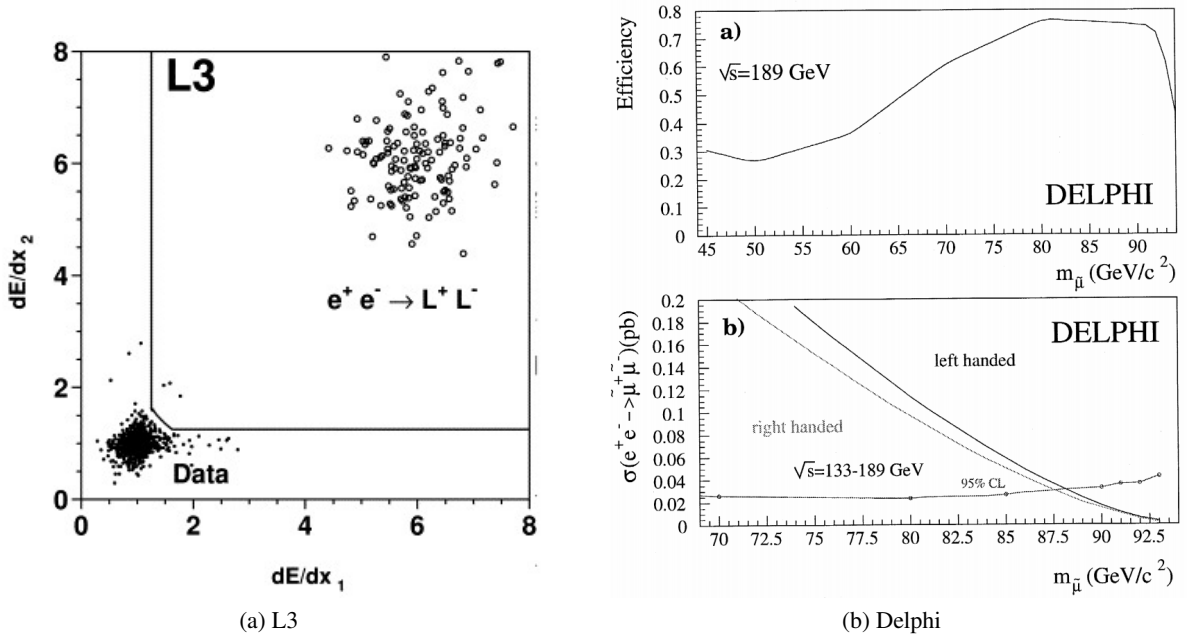 L3
8
6
4
2
0
dE/dx 2
e+ e- → L+ L-
Data
0 2 4 6 8
dE/dx 1
(a) L3
0.8
0.7
0.6
0.5
0.4
0.3
0.2
0.1
0
Efficiency
a)
√s=189 GeV
DELPHI
45 50 55 60 65 70 75 80 85 90
m μ̃ (GeV/c 2)
0.2
0.18
0.16
0.14
0.12
0.1
0.08
0.06
0.04
0.02
0
σ(e+ e- -> μ̃+ μ̃-)(pb)
b)
DELPHI
left handed
right handed
√s=133-189 GeV
95% CL
70 72.5 75 77.5 80 82.5 85 87.5 90 92.5
m μ̃ (GeV/c 2)
(b) Delphi